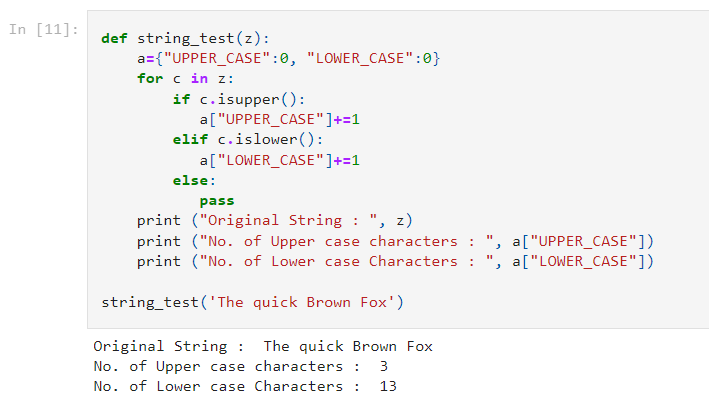 In [11]:
def string_test(z):
    a={"UPPER_CASE":0, "LOWER_CASE":0}
    for c in z:
        if c.isupper():
           a["UPPER_CASE"]+=1
        elif c.islower():
           a["LOWER_CASE"]+=1
        else:
           pass
    print ("Original String : ", z)
    print ("No. of Upper case characters : ", a["UPPER_CASE"])
    print ("No. of Lower case Characters : ", a["LOWER_CASE"])

string_test('The quick Brown Fox')
Original String :  The quick Brown Fox
No. of Upper case characters :  3
No. of Lower case Characters :  13